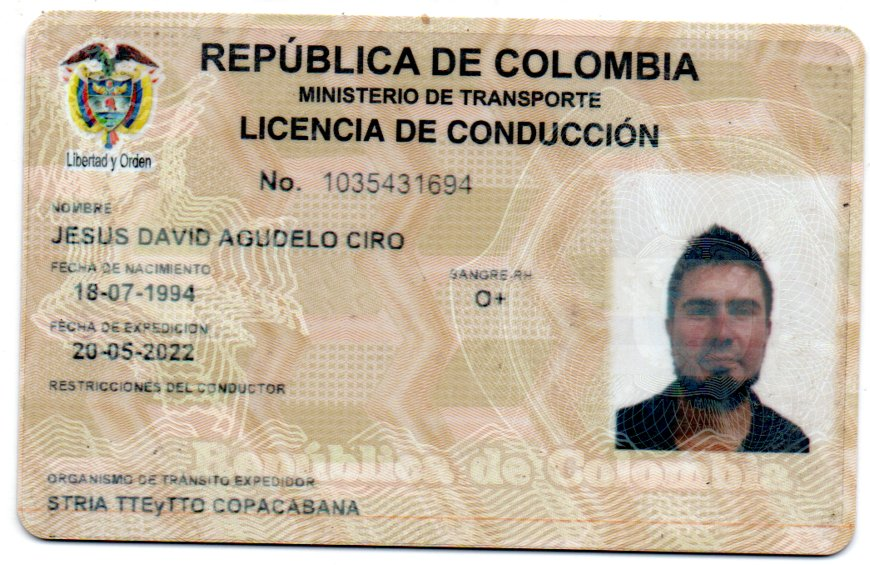 REPÚBLICA DE COLOMBIA
MINISTERIO DE TRANSPORTE
LICENCIA DE CONDUCCIÓN
Libertad y Orden
No. 1035431694
NOMBRE
JESUS DAVID AGUDELO CIRO
FECHA DE NACIMIENTO
18-07-1994
SANGRE-RH
O+
FECHA DE EXPEDICIÓN
20-05-2022
RESTRICCIONES DEL CONDUCTOR
República de Colombia
ORGANISMO DE TRÁNSITO EXPEDIDOR
STRIA TTEyTTO COPACABANA